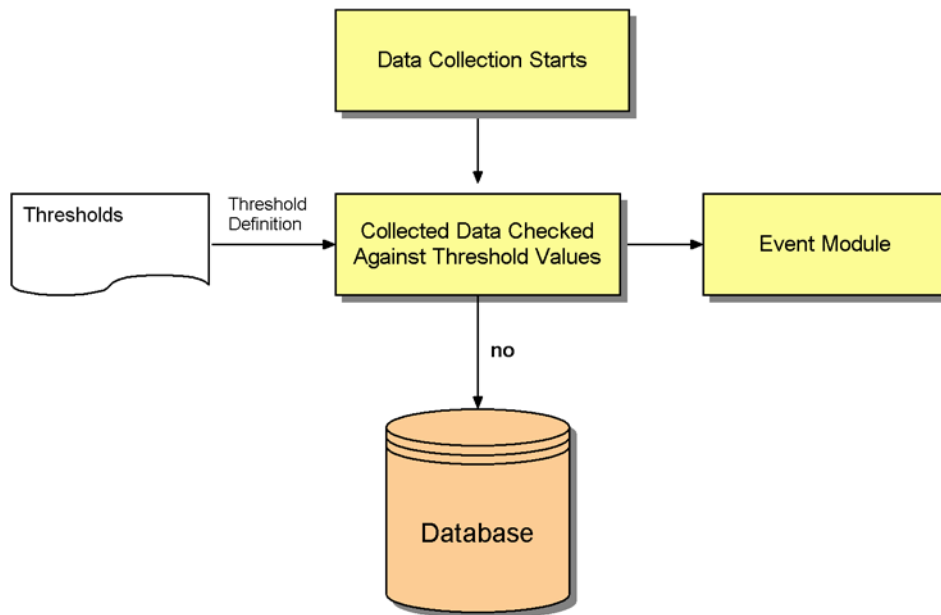 Data Collection Starts
Thresholds
Threshold
Definition
Collected Data Checked
Against Threshold Values
Event Module
no
Database